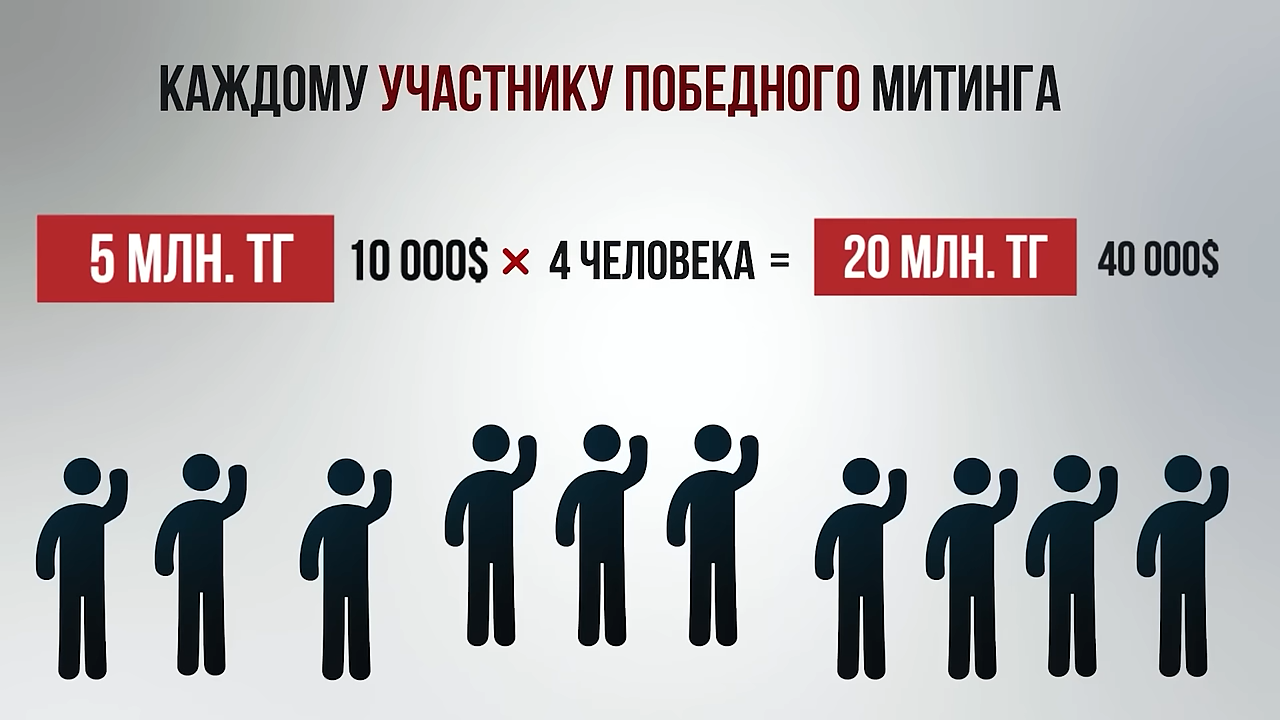 КАЖДОМУ УЧАСТНИКУ ПОБЕДНОГО МИТИНГА
5 МЛН. ТГ 10 000$ × 4 ЧЕЛОВЕКА = 20 МЛН. ТГ 40 000$